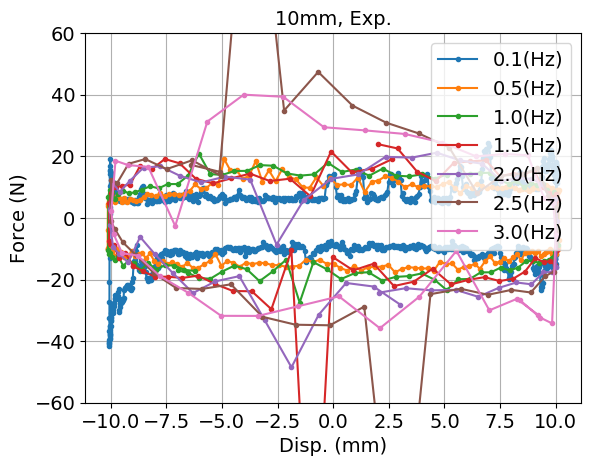 10mm, Exp.
60
40
20
0
−20
−40
−60
Force (N)
0.1(Hz)
0.5(Hz)
1.0(Hz)
1.5(Hz)
2.0(Hz)
2.5(Hz)
3.0(Hz)
−10.0 −7.5 −5.0 −2.5 0.0 2.5 5.0 7.5 10.0
Disp. (mm)